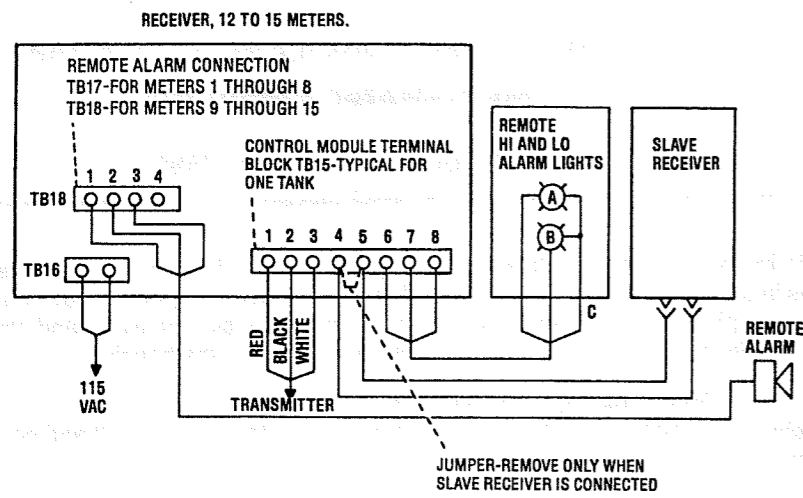 RECEIVER, 12 TO 15 METERS.
REMOTE ALARM CONNECTION
TB17-FOR METERS 1 THROUGH 8
TB18-FOR METERS 9 THROUGH 15
CONTROL MODULE TERMINAL
BLOCK TB15-TYPICAL FOR
ONE TANK
REMOTE
HI AND LO
ALARM LIGHTS
SLAVE
RECEIVER
1 2 3 4
TB18
A
B
1 2 3 4 5 6 7 8
TB16
C
RED
BLACK
WHITE
REMOTE
ALARM
115
VAC
TRANSMITTER
JUMPER-REMOVE ONLY WHEN
SLAVE RECEIVER IS CONNECTED